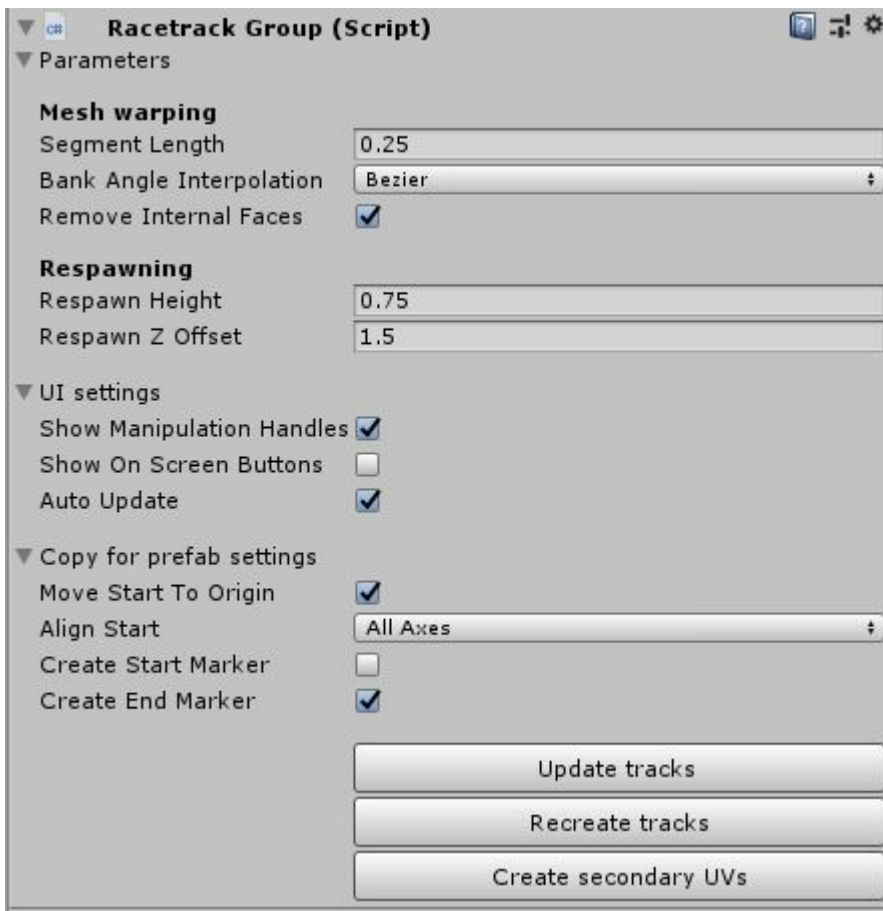 Racetrack Group (Script)
Parameters
Mesh warping
Segment Length 0.25
Bank Angle Interpolation Bezier
Remove Internal Faces
Respawning
Respawn Height 0.75
Respawn Z Offset 1.5
UI settings
Show Manipulation Handles
Show On Screen Buttons
Auto Update
Copy for prefab settings
Move Start To Origin
Align Start All Axes
Create Start Marker
Create End Marker
Update tracks
Recreate tracks
Create secondary UVs